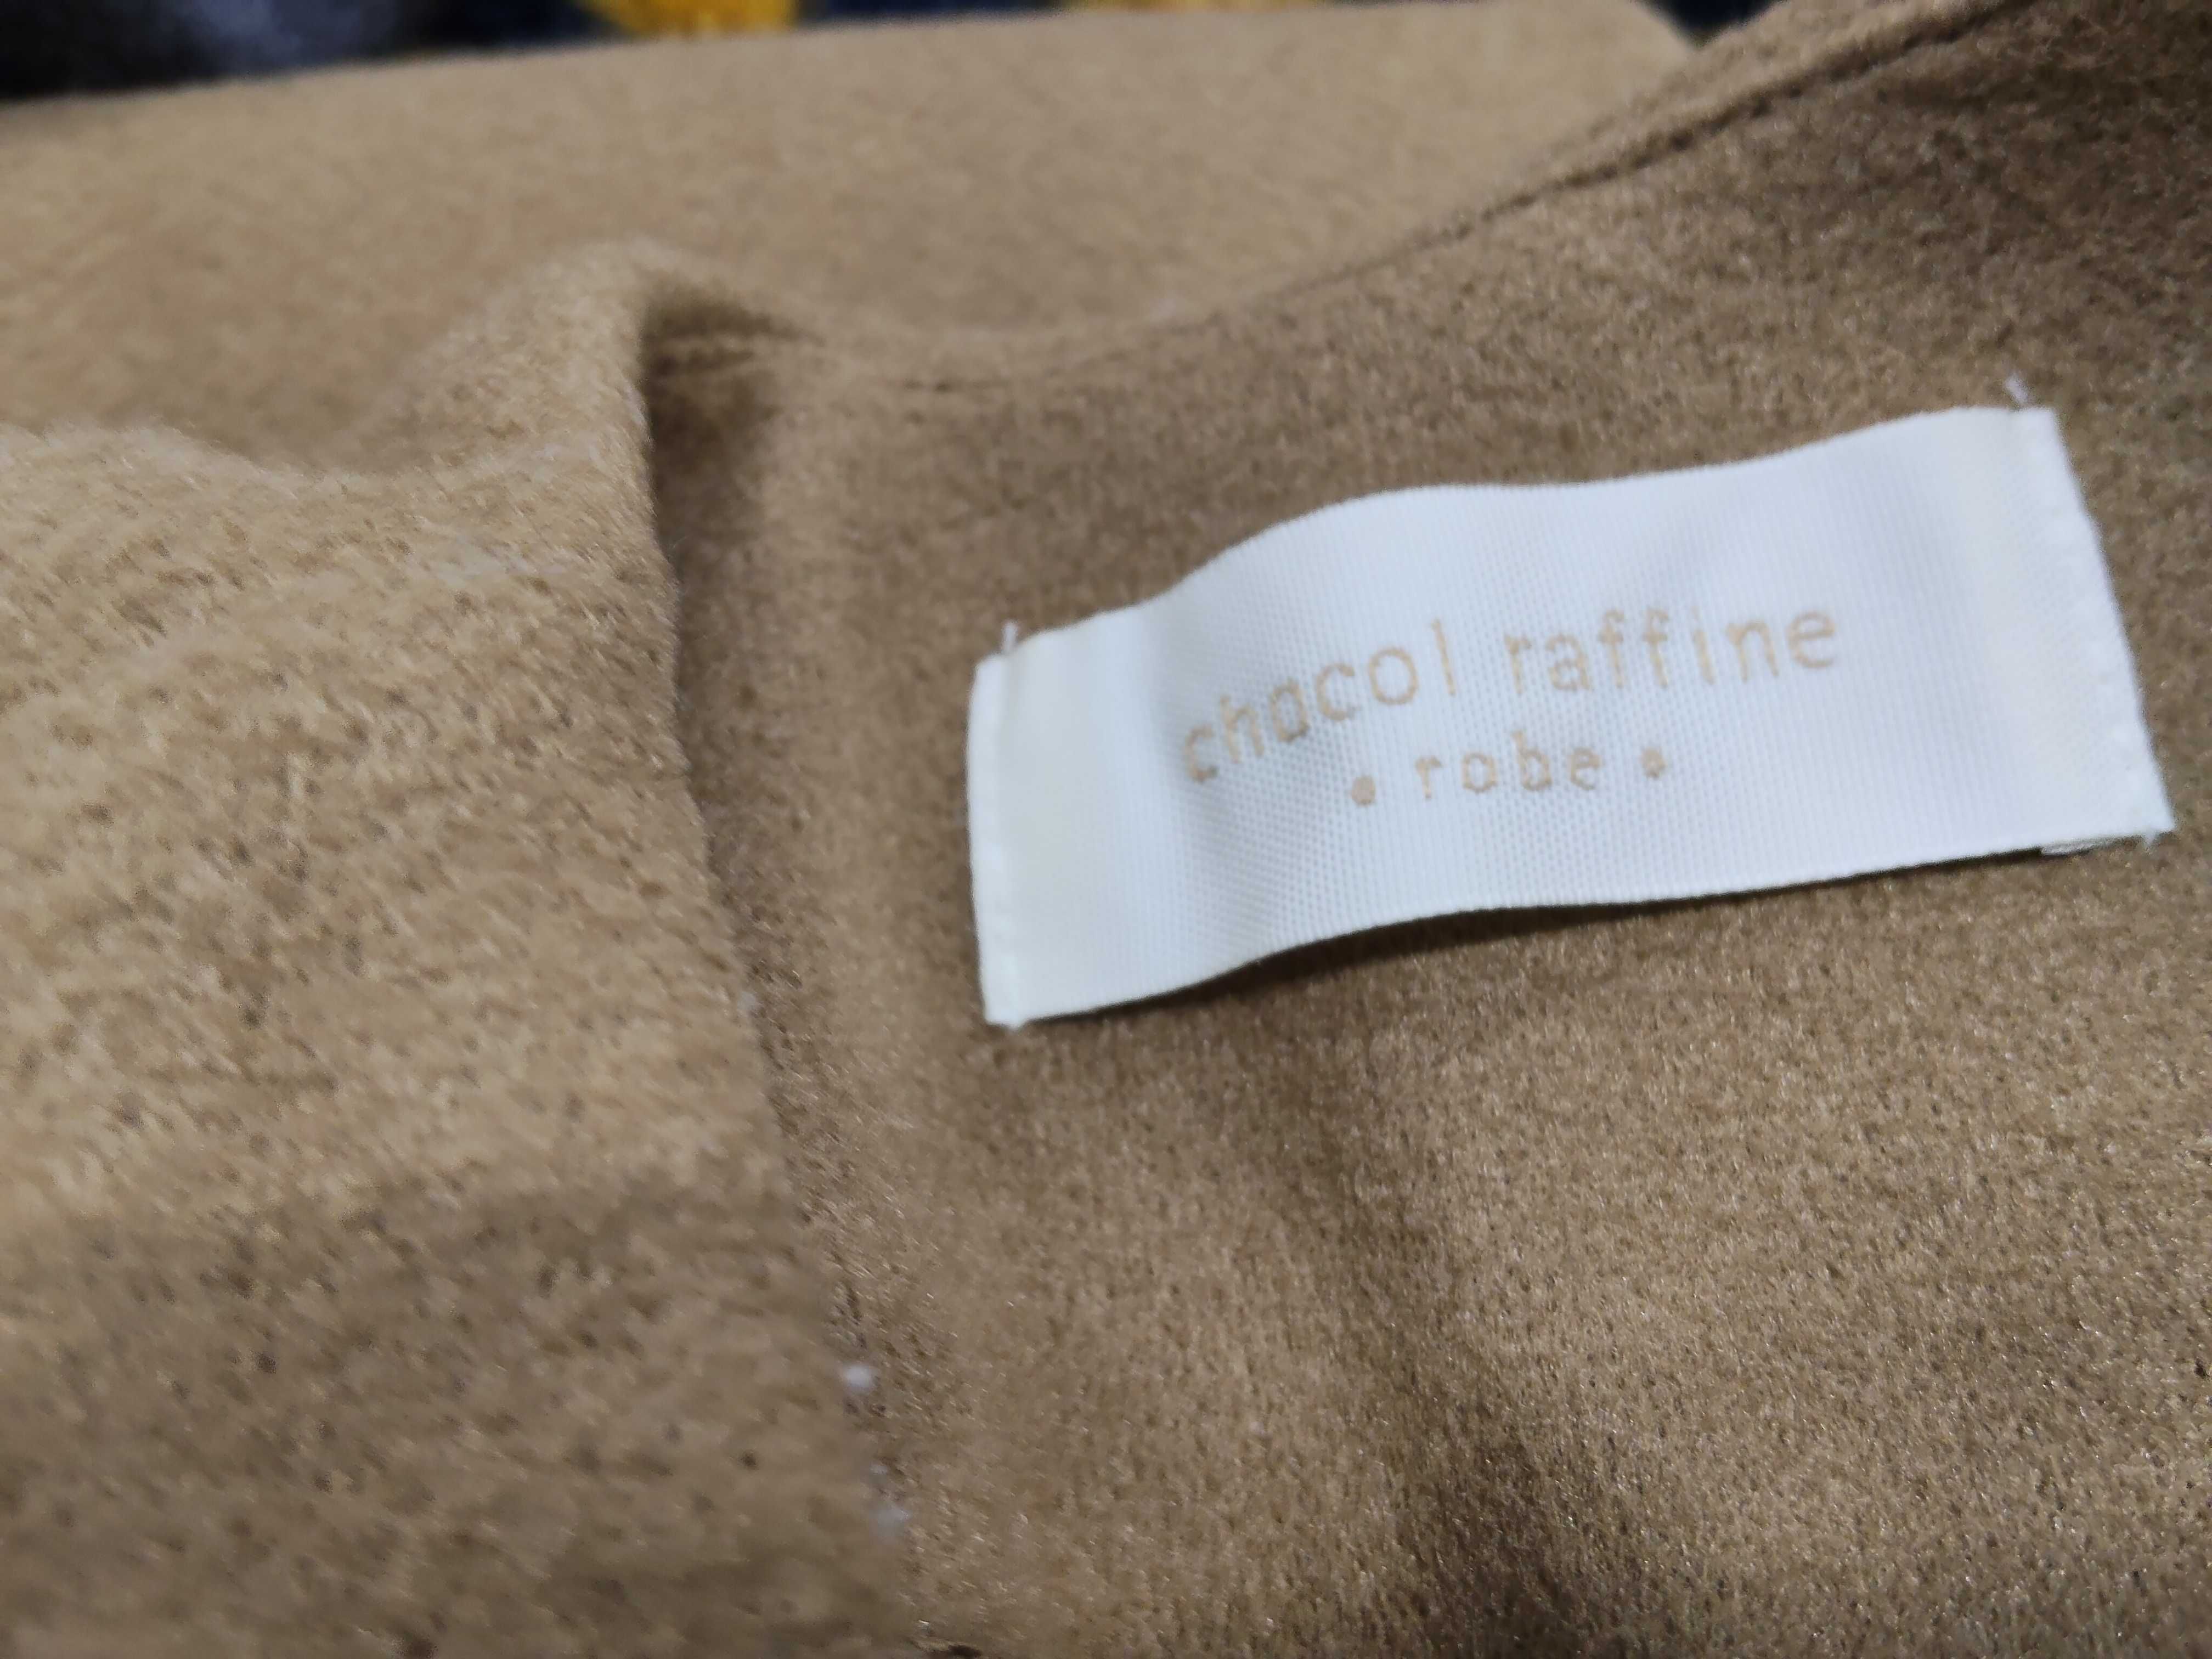 chocol raffine
• robe •